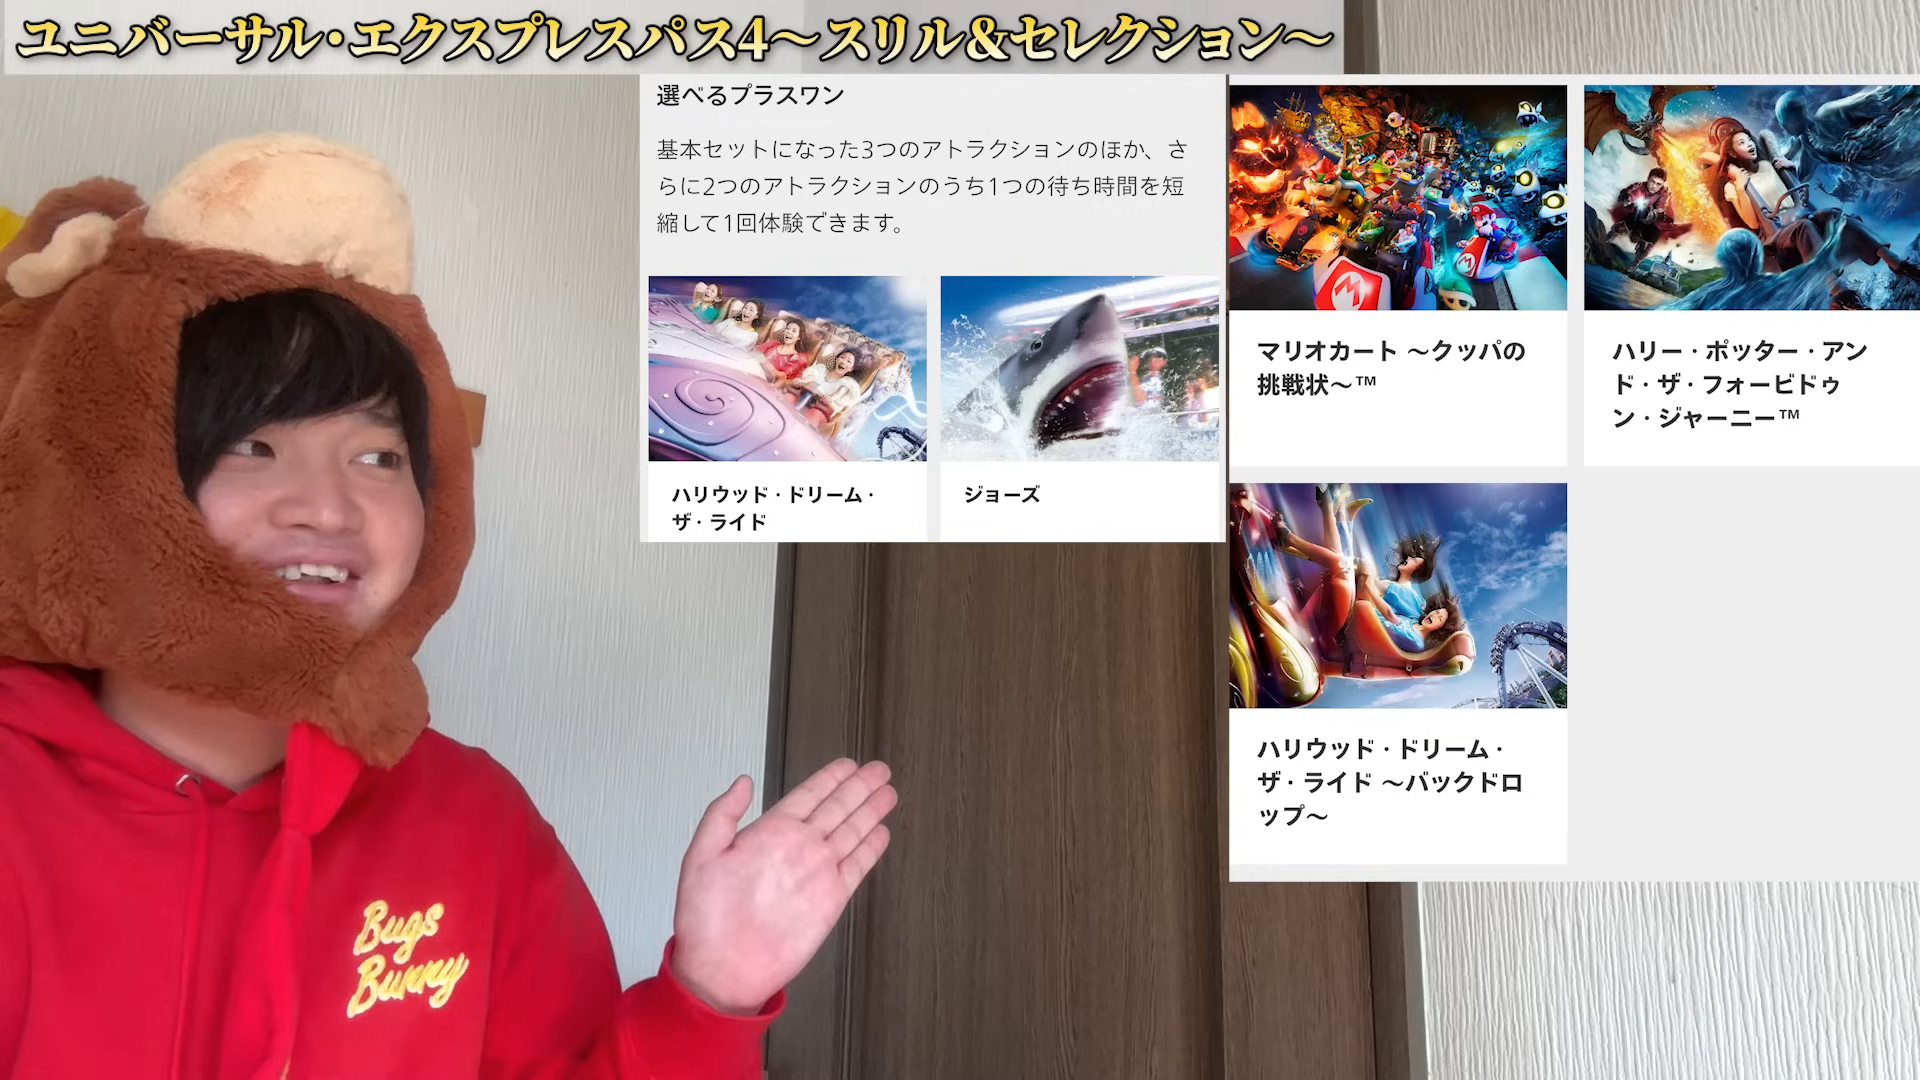 ユニバーサル・エクスプレスパス4～スリル&セレクション～
選べるプラスワン
基本セットになった3つのアトラクションのほか、さ
らに2つのアトラクションのうち1つの待ち時間を短
縮して1回体験できます。
ハリウッド・ドリーム・
ザ・ライド
ジョーズ
マリオカート ～クッパの
挑戦状～™
ハリー・ポッター・アン
ド・ザ・フォービドゥ
ン・ジャーニー™
ハリウッド・ドリーム・
ザ・ライド ～バックドロ
ップ～
Bugs
Bunny